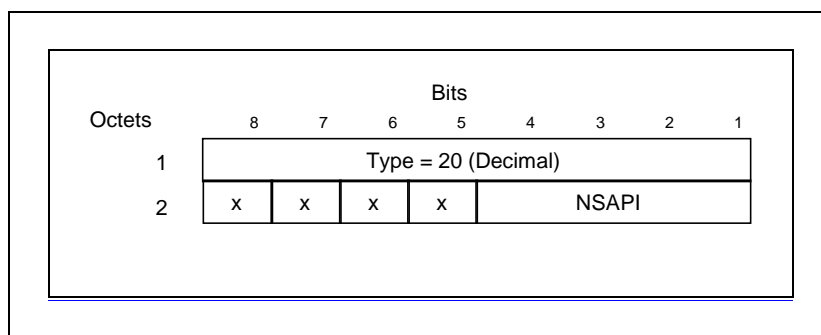 Bits
Octets 8 7 6 5 4 3 2 1
1 Type = 20 (Decimal)
2 x x x x NSAPI